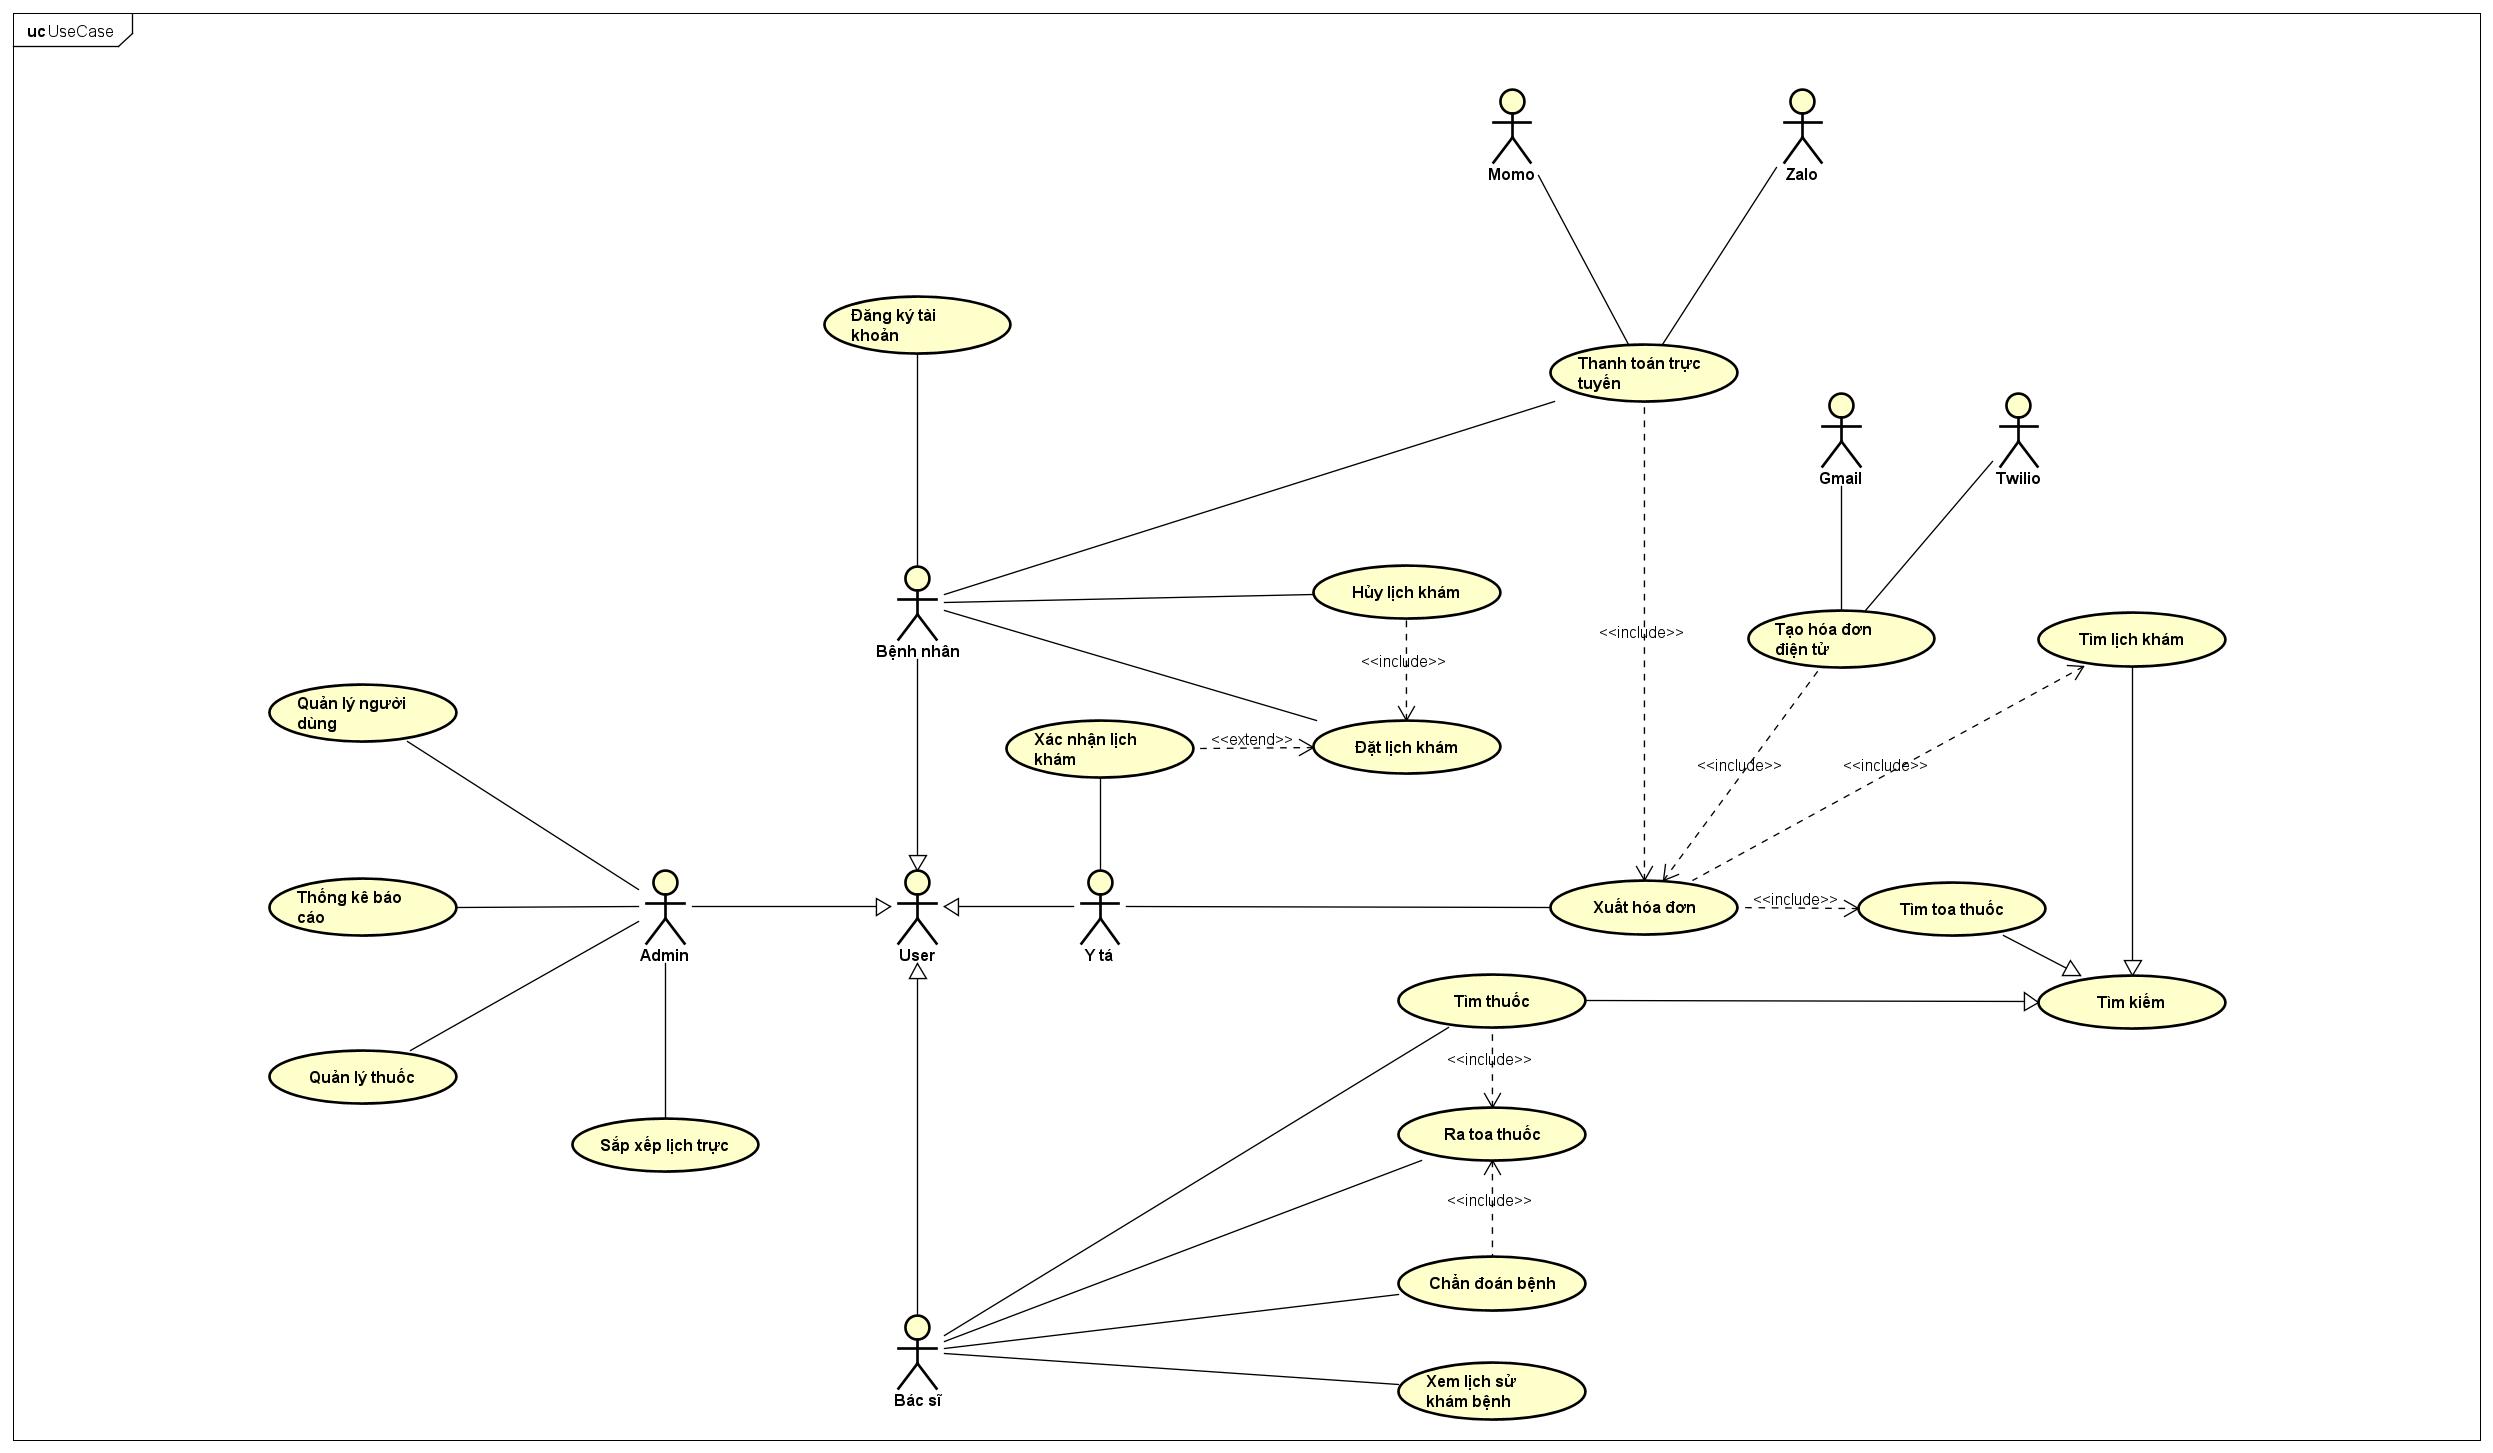 uc UseCase
Momo
Zalo
Đăng ký tài
khoản
Thanh toán trực
tuyến
Gmail
Twilio
Hủy lịch khám
<<include>>
Tạo hóa đơn
điện tử
Tìm lịch khám
Bệnh nhân
<<include>>
Quản lý người
dùng
Xác nhận lịch
khám
<<extend>>
Đặt lịch khám
<<include>>
<<include>>
Thống kê báo
cáo
Xuất hóa đơn
<<include>>
Tìm toa thuốc
Admin
User
Y tá
Tìm thuốc
Tìm kiếm
<<include>>
Quản lý thuốc
Ra toa thuốc
Sắp xếp lịch trực
<<include>>
Chẩn đoán bệnh
Bác sĩ
Xem lịch sử
khám bệnh